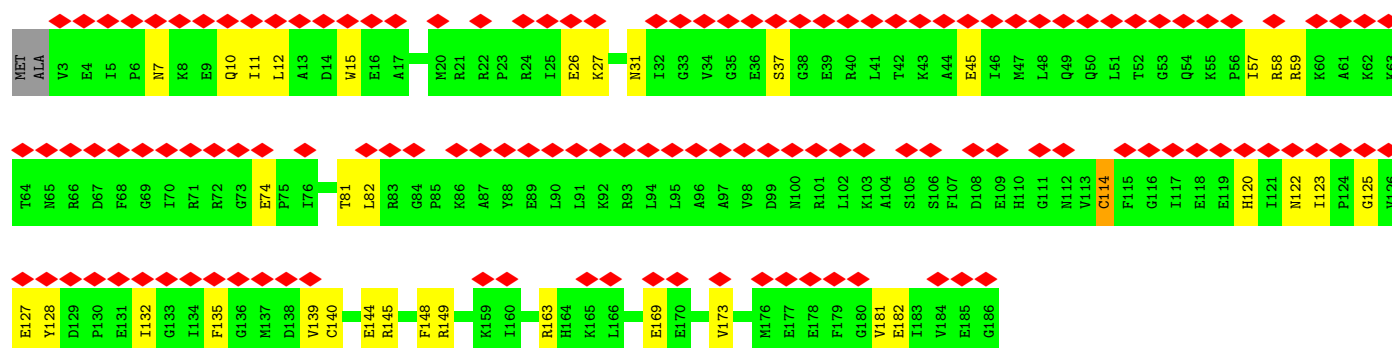 MET ALA V3 E4 I5 P6 N7 K8 E9 Q10 I11 L12 A13 D14 W15 E16 A17 M20 R21 R22 P23 R24 I25 E26 K27 N31 I32 G33 V34 G35 E36 S37 G38 E39 R40 L41 T42 K43 A44 E45 I46 M47 L48 Q49 Q50 L51 T52 G53 Q54 K55 P56 I57 R58 R59 K60 A61 K62 K63
T64 N65 R66 D67 F68 G69 I70 R71 R72 G73 E74 P75 I76 T81 L82 R83 G84 P85 K86 A87 Y88 E89 L90 L91 K92 R93 L94 L95 A96 A97 V98 D99 N100 R101 L102 K103 A104 S105 S106 F107 D108 E109 H110 G111 N112 V113 C114 F115 G116 I117 E118 E119 H120 I121 N122 I123 P124 G125 V126
E127 Y128 D129 P130 E131 I132 G133 I134 F135 G136 M137 D138 V139 C140 E144 R145 F148 R149 K159 I160 R163 H164 K165 L166 E169 E170 V173 M176 E177 E178 F179 G180 V181 E182 I183 V184 E185 G186